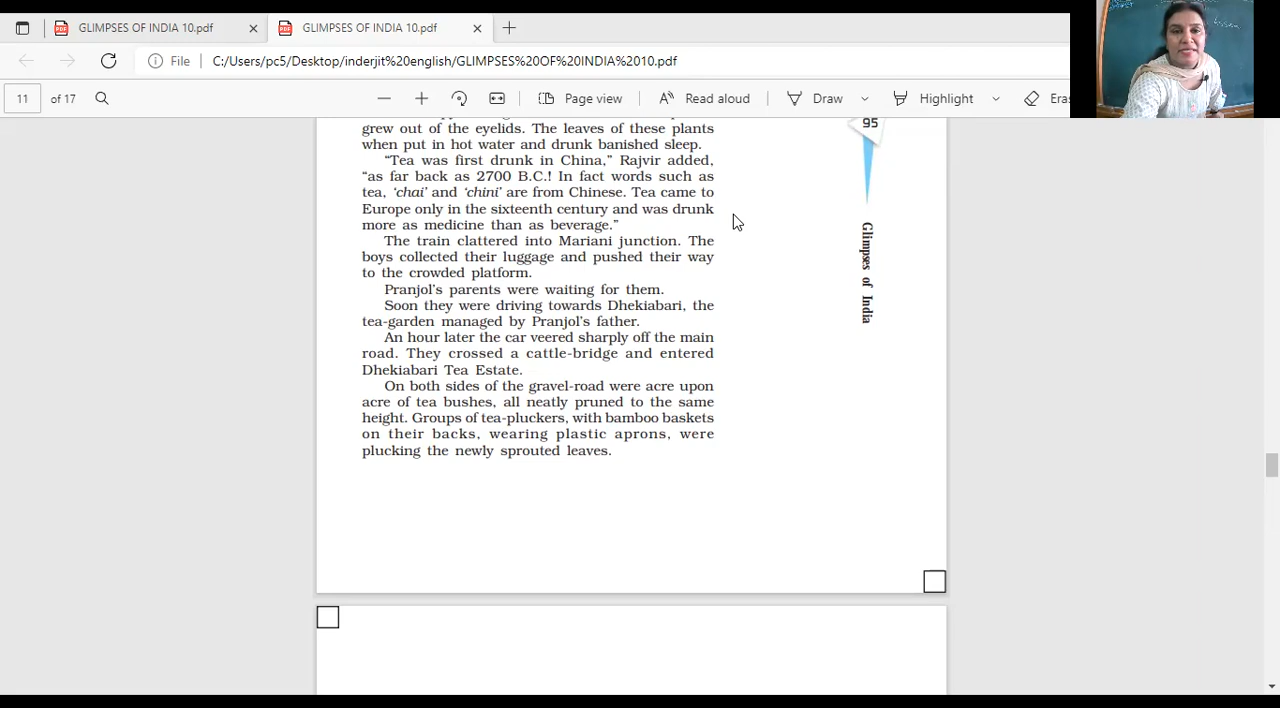 GLIMPSES OF INDIA 10.pdf
GLIMPSES OF INDIA 10.pdf
File
C:/Users/pc5/Desktop/inderjit%20english/GLIMPSES%20OF%20INDIA%2010.pdf
11 of 17
Page view
Read aloud
Draw
Highlight
Eras
grew out of the eyelids. The leaves of these plants
when put in hot water and drunk banished sleep.
“Tea was first drunk in China,” Rajvir added,
“as far back as 2700 B.C.! In fact words such as
tea, ‘chai’ and ‘chini’ are from Chinese. Tea came to
Europe only in the sixteenth century and was drunk
more as medicine than as beverage.”
The train clattered into Mariani junction. The
boys collected their luggage and pushed their way
to the crowded platform.
Pranjol’s parents were waiting for them.
Soon they were driving towards Dhekiabari, the
tea-garden managed by Pranjol’s father.
An hour later the car veered sharply off the main
road. They crossed a cattle-bridge and entered
Dhekiabari Tea Estate.
On both sides of the gravel-road were acre upon
acre of tea bushes, all neatly pruned to the same
height. Groups of tea-pluckers, with bamboo baskets
on their backs, wearing plastic aprons, were
plucking the newly sprouted leaves.
95
Glimpses of India